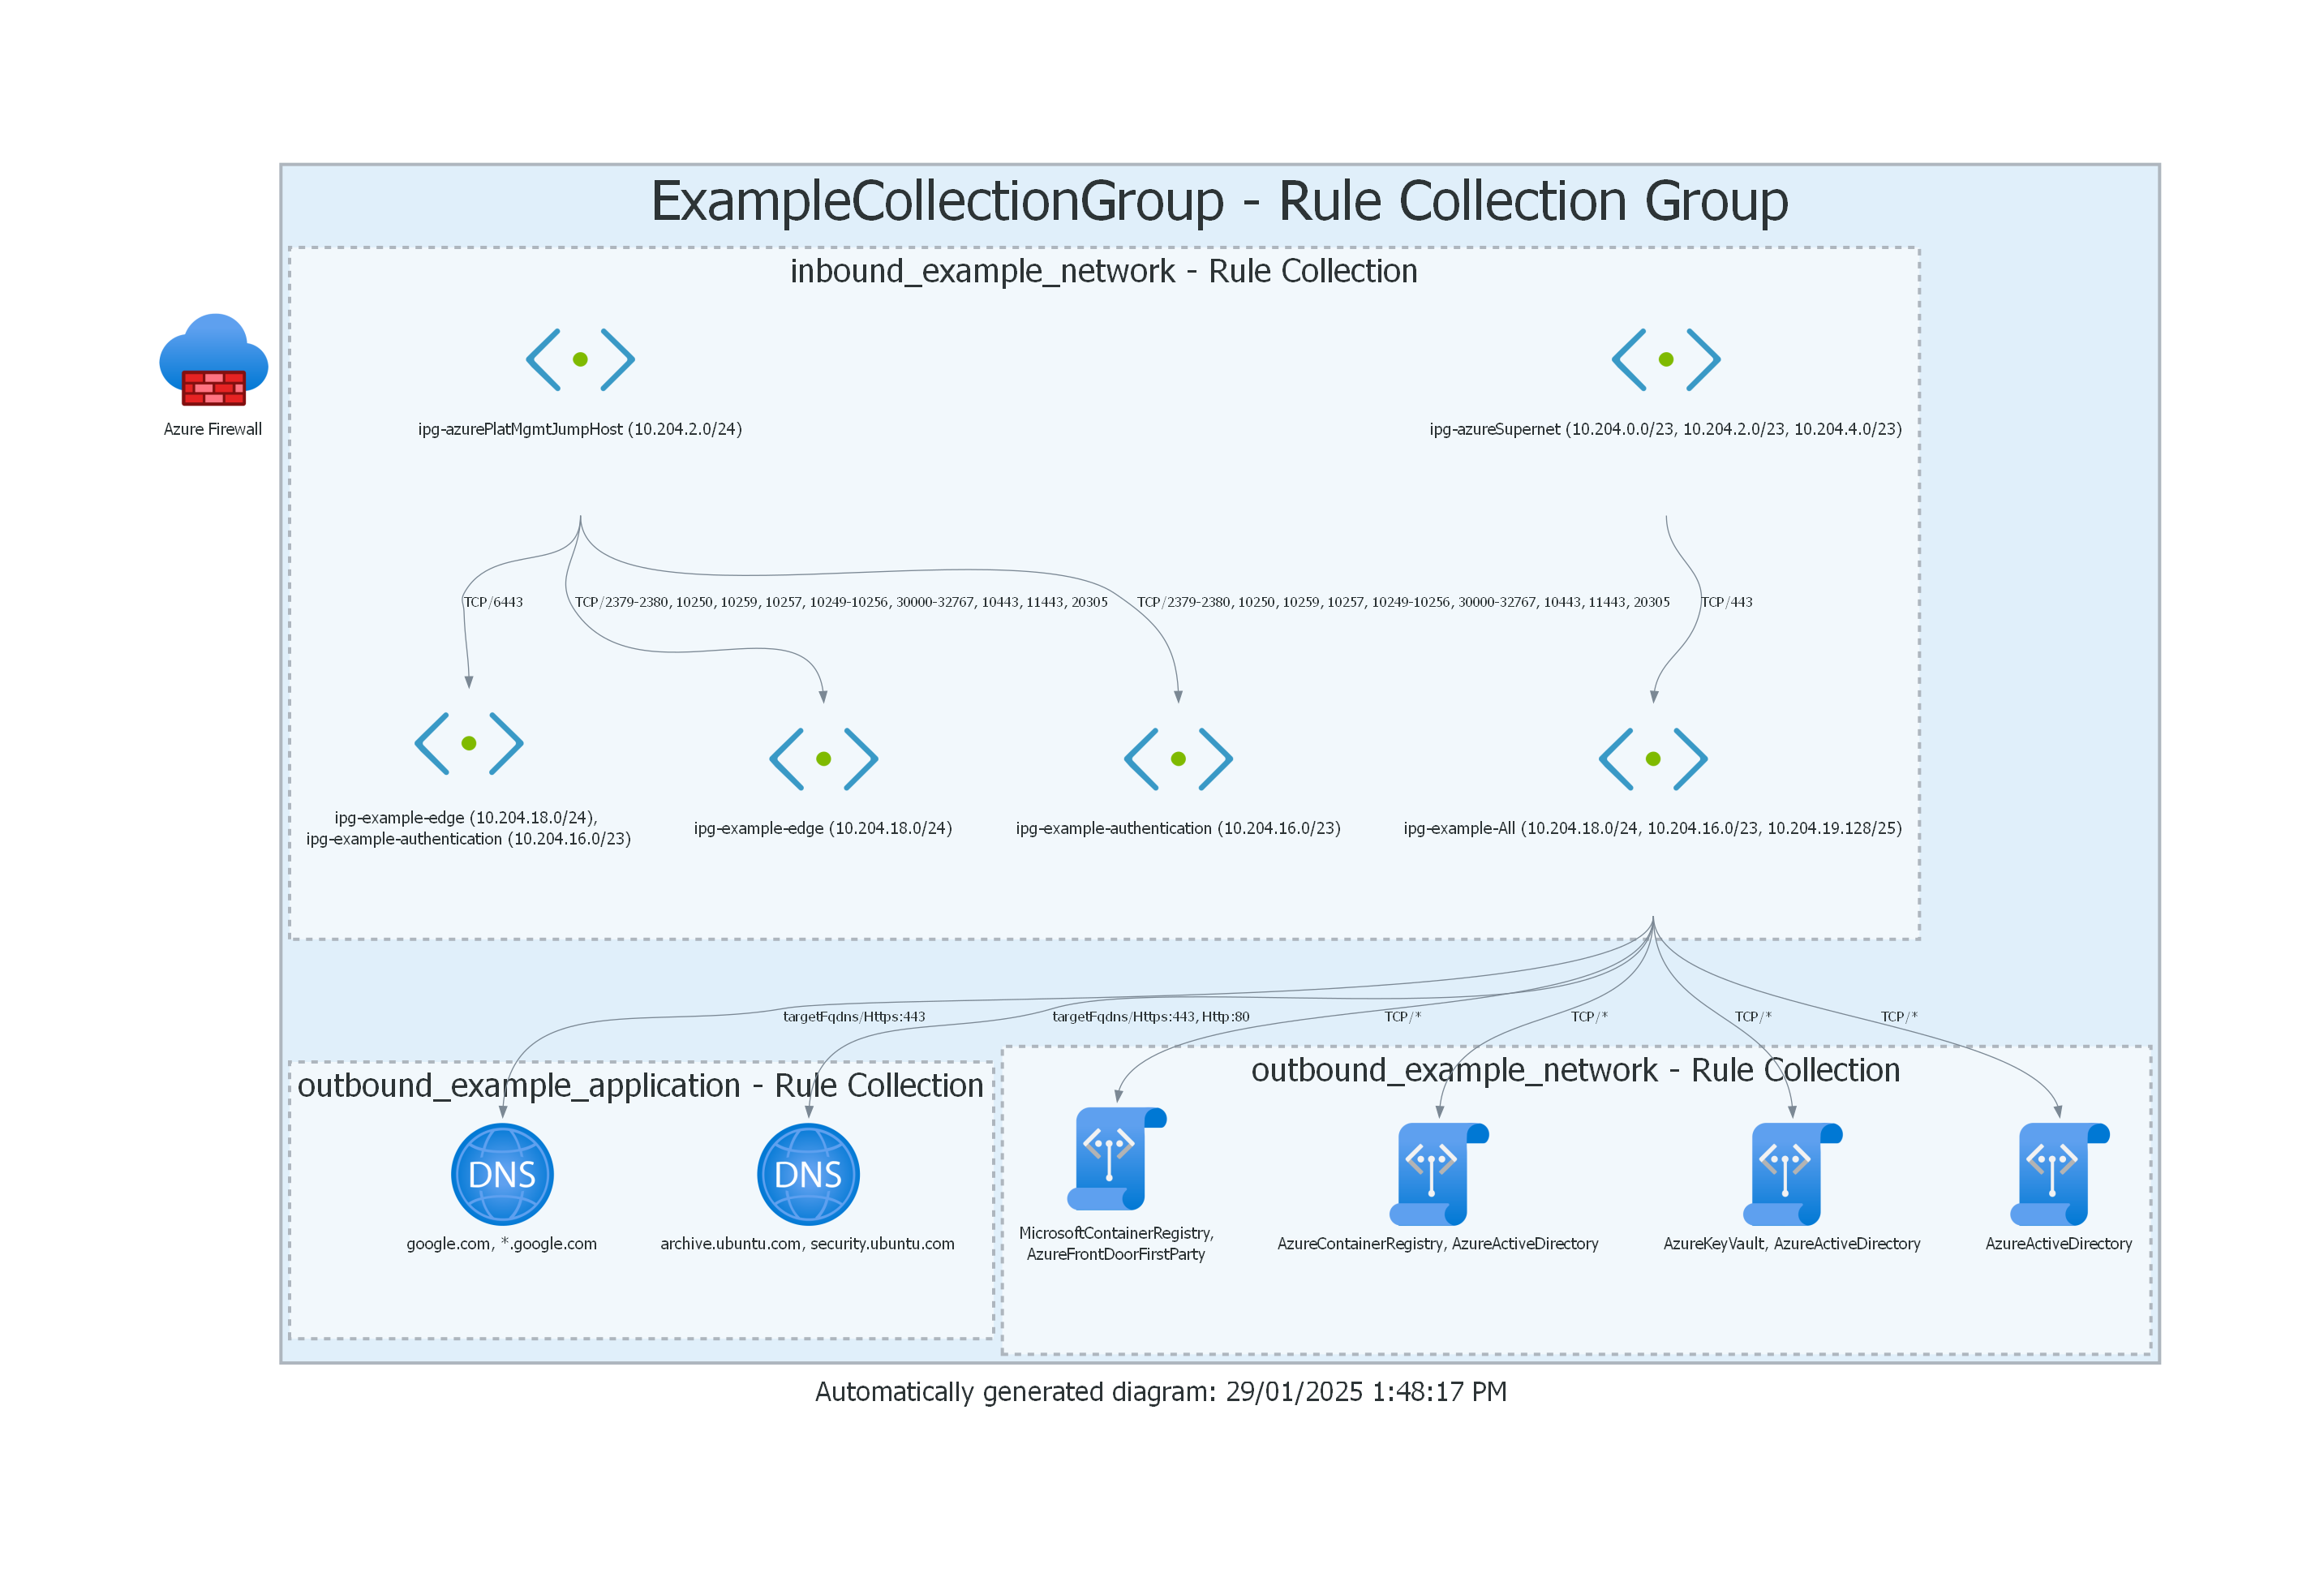 ExampleCollectionGroup - Rule Collection Group
inbound_example_network - Rule Collection
Azure Firewall
ipg-azurePlatMgmtJumpHost (10.204.2.0/24)
ipg-azureSupernet (10.204.0.0/23, 10.204.2.0/23, 10.204.4.0/23)
TCP/6443
TCP/2379-2380, 10250, 10259, 10257, 10249-10256, 30000-32767, 10443, 11443, 20305
TCP/2379-2380, 10250, 10259, 10257, 10249-10256, 30000-32767, 10443, 11443, 20305
TCP/443
ipg-example-edge (10.204.18.0/24),
ipg-example-authentication (10.204.16.0/23)
ipg-example-edge (10.204.18.0/24)
ipg-example-authentication (10.204.16.0/23)
ipg-example-All (10.204.18.0/24, 10.204.16.0/23, 10.204.19.128/25)
targetFqdns/Https:443
targetFqdns/Https:443, Http:80
TCP/*
TCP/*
TCP/*
TCP/*
outbound_example_application - Rule Collection
outbound_example_network - Rule Collection
DNS
DNS
google.com, *.google.com
archive.ubuntu.com, security.ubuntu.com
MicrosoftContainerRegistry,
AzureFrontDoorFirstParty
AzureContainerRegistry, AzureActiveDirectory
AzureKeyVault, AzureActiveDirectory
AzureActiveDirectory
Automatically generated diagram: 29/01/2025 1:48:17 PM